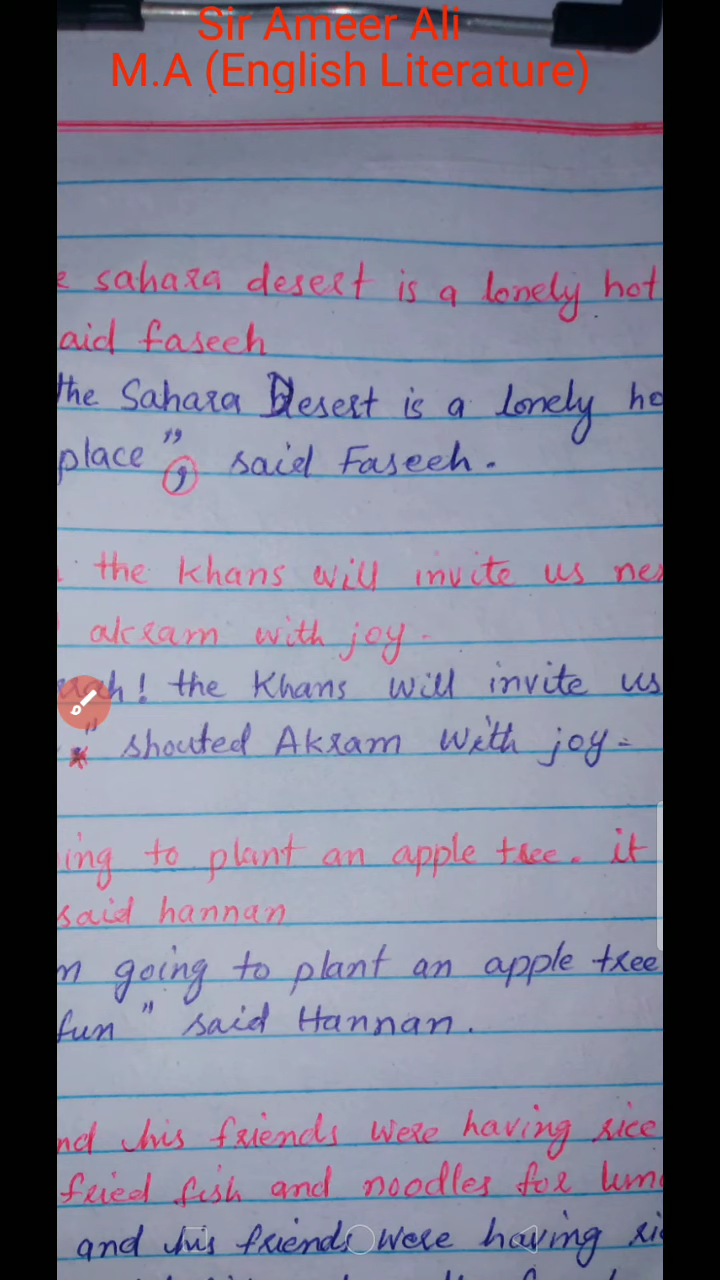 Sir Ameer Ali
M.A (English Literature)
sahara desert is a lonely hot
aid faseeh
the Sahara Desert is a lonely ho
place ", said Faseeh.
the khans will invite us nex
akram with joy.
uah! the Khans will invite us
" shouted Akram With joy.
ing to plant an apple tree. it
said hannan
m going to plant an apple tree
fun" said Hannan.
nd his friends were having rice
fried fish and noodles for lun
and his friends were having ri